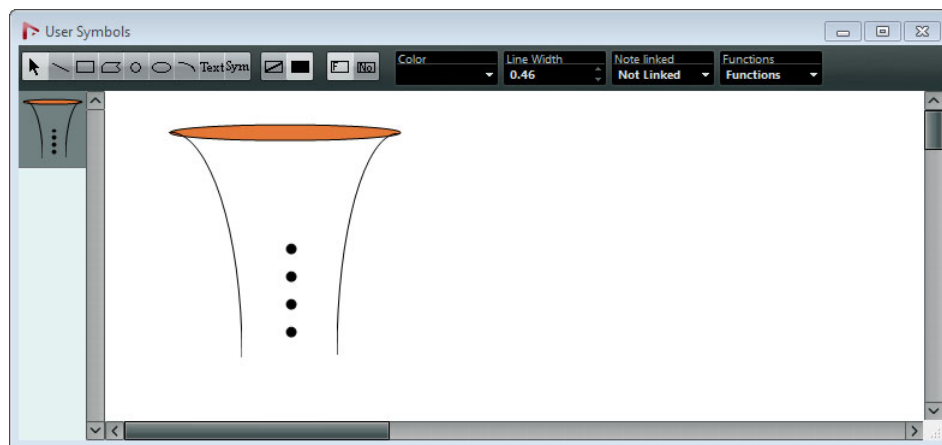 User Symbols
Text Sym F No
Color
Line Width
0.46
Note linked
Not Linked
Functions
Functions